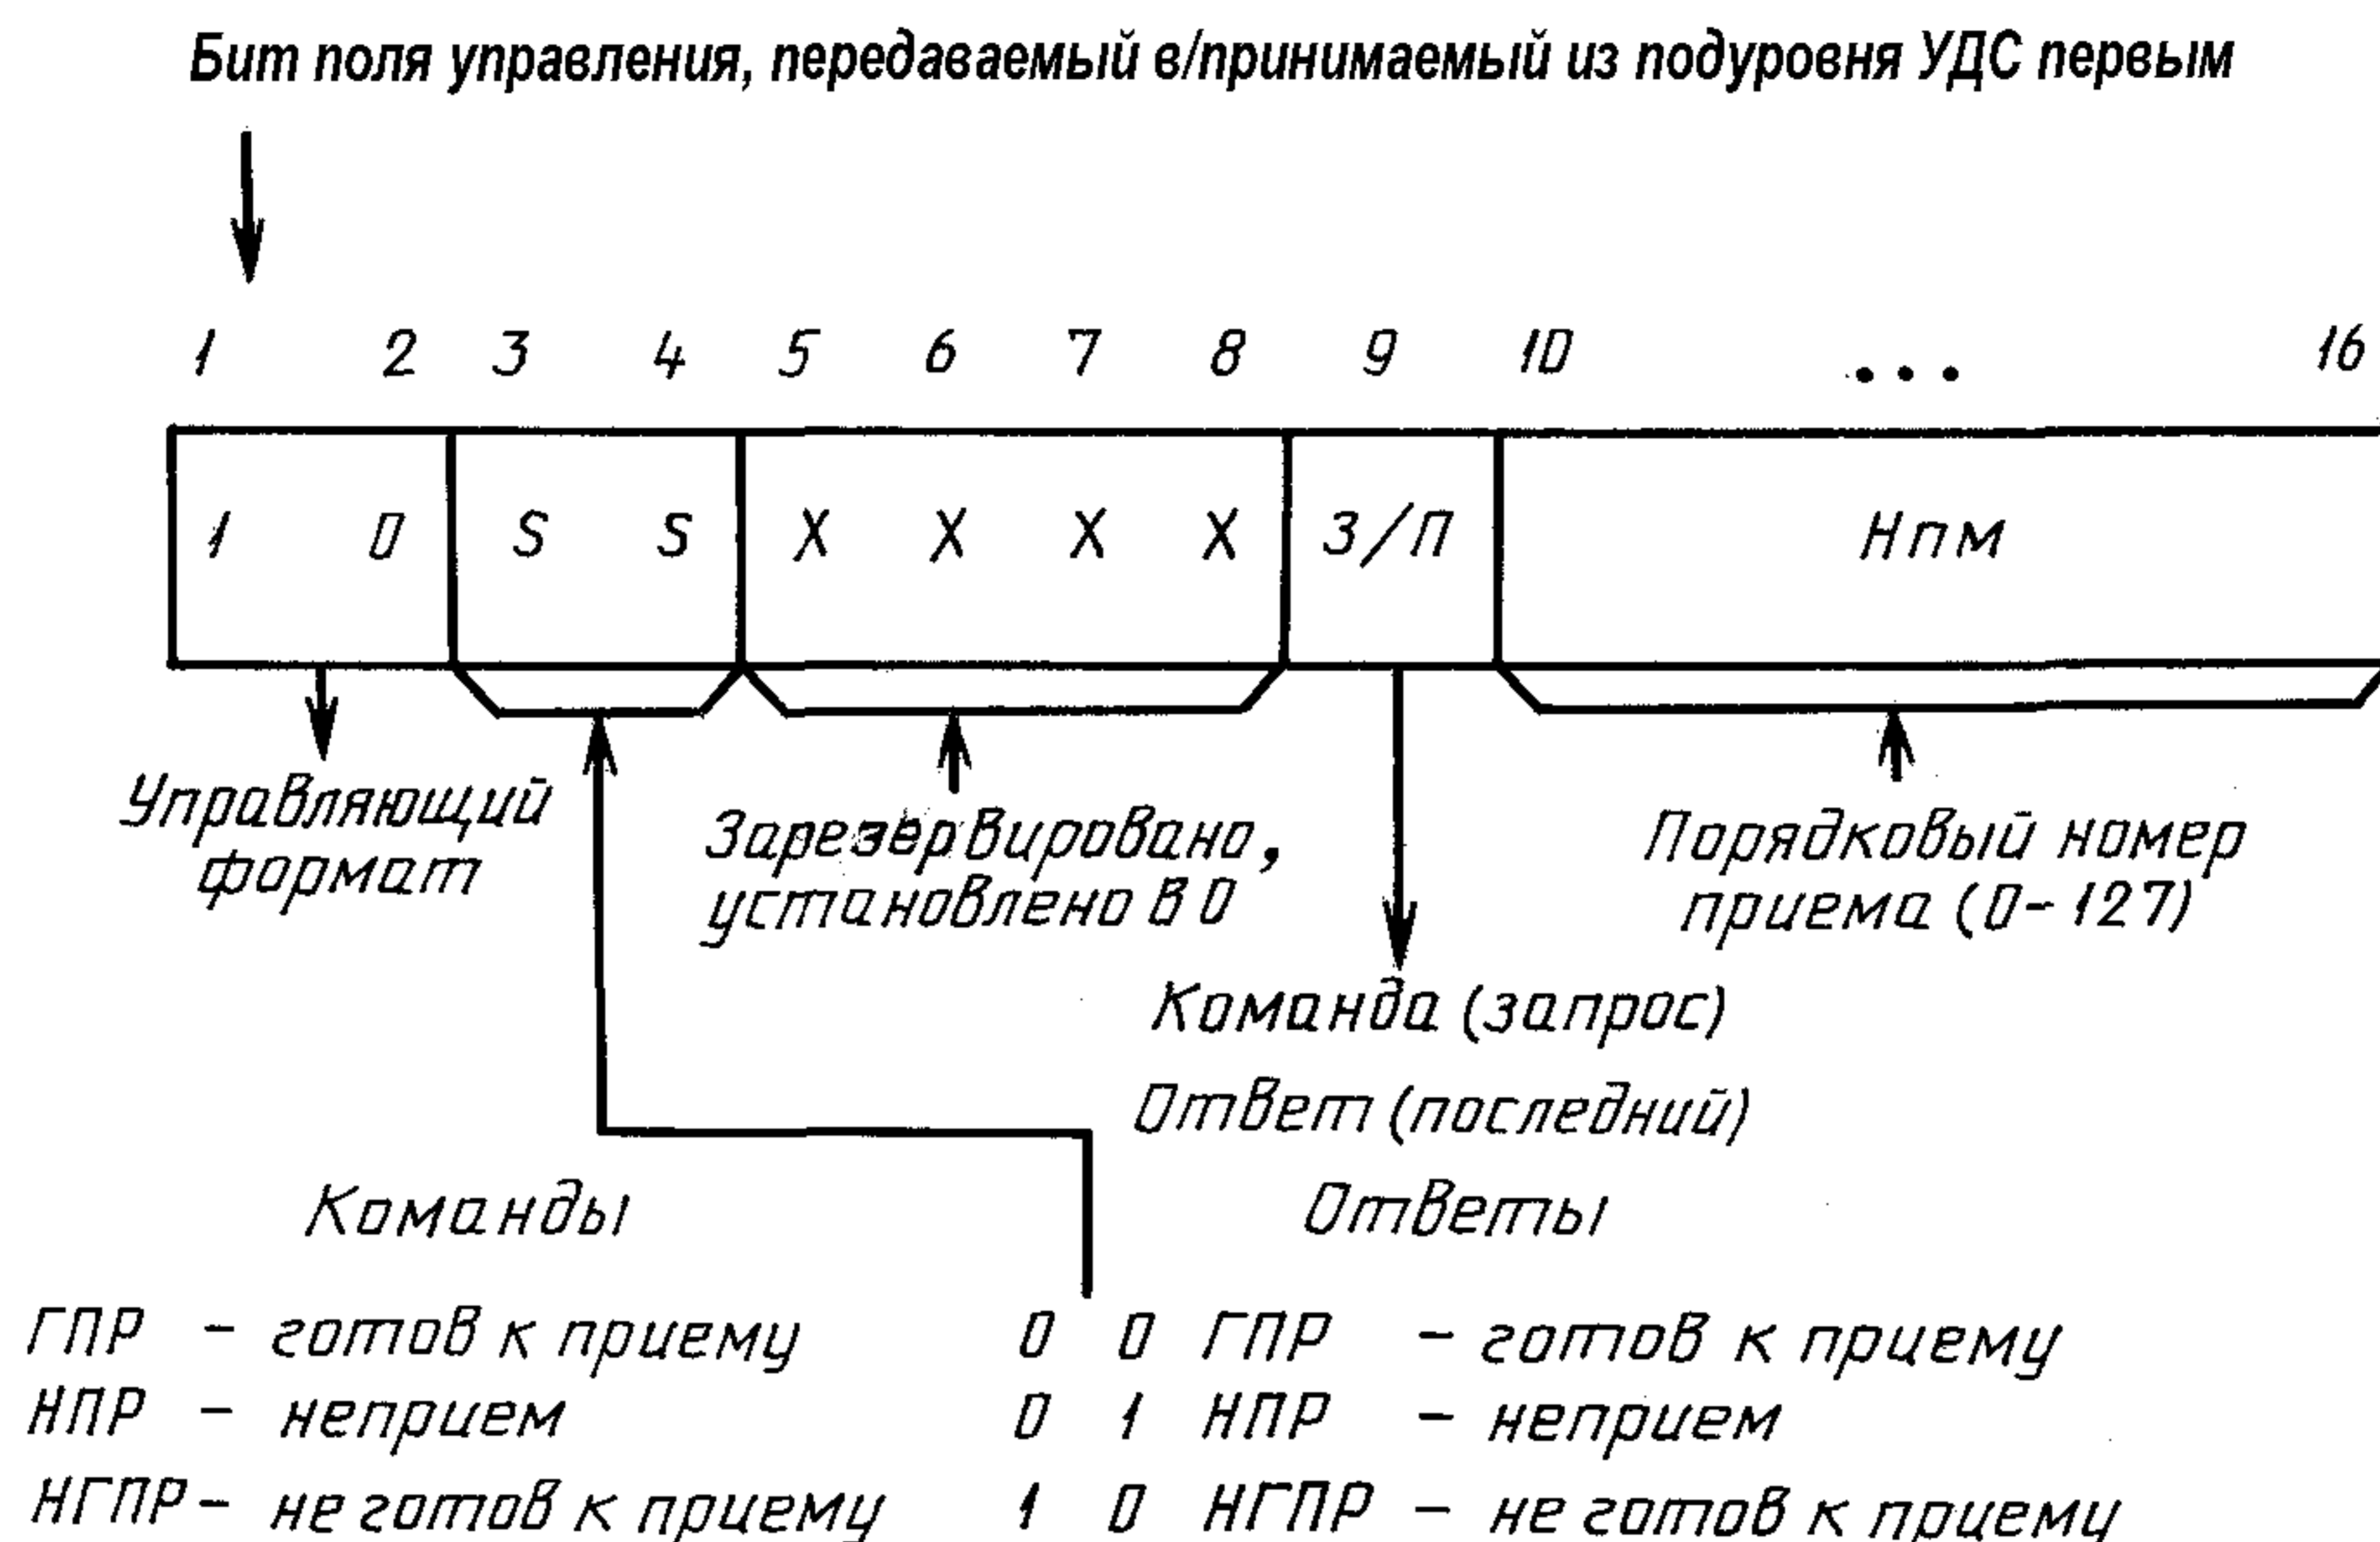 Бит поля управления, передаваемый в/принимаемый из подуровня УДС первым
1 2 3 4 5 6 7 8 9 10 ... 16
1 0 S S X X X X З/П Нпм
Управляющий
формат
Зарезервировано,
установлено в 0
Порядковый номер
приема (0-127)
Команда (запрос)
Ответ (последний)
Команды
Ответы
ГПР - готов к приему 0 0 ГПР - готов к приему
НПР - неприем 0 1 НПР - неприем
НГПР - не готов к приему 1 0 НГПР - не готов к приему